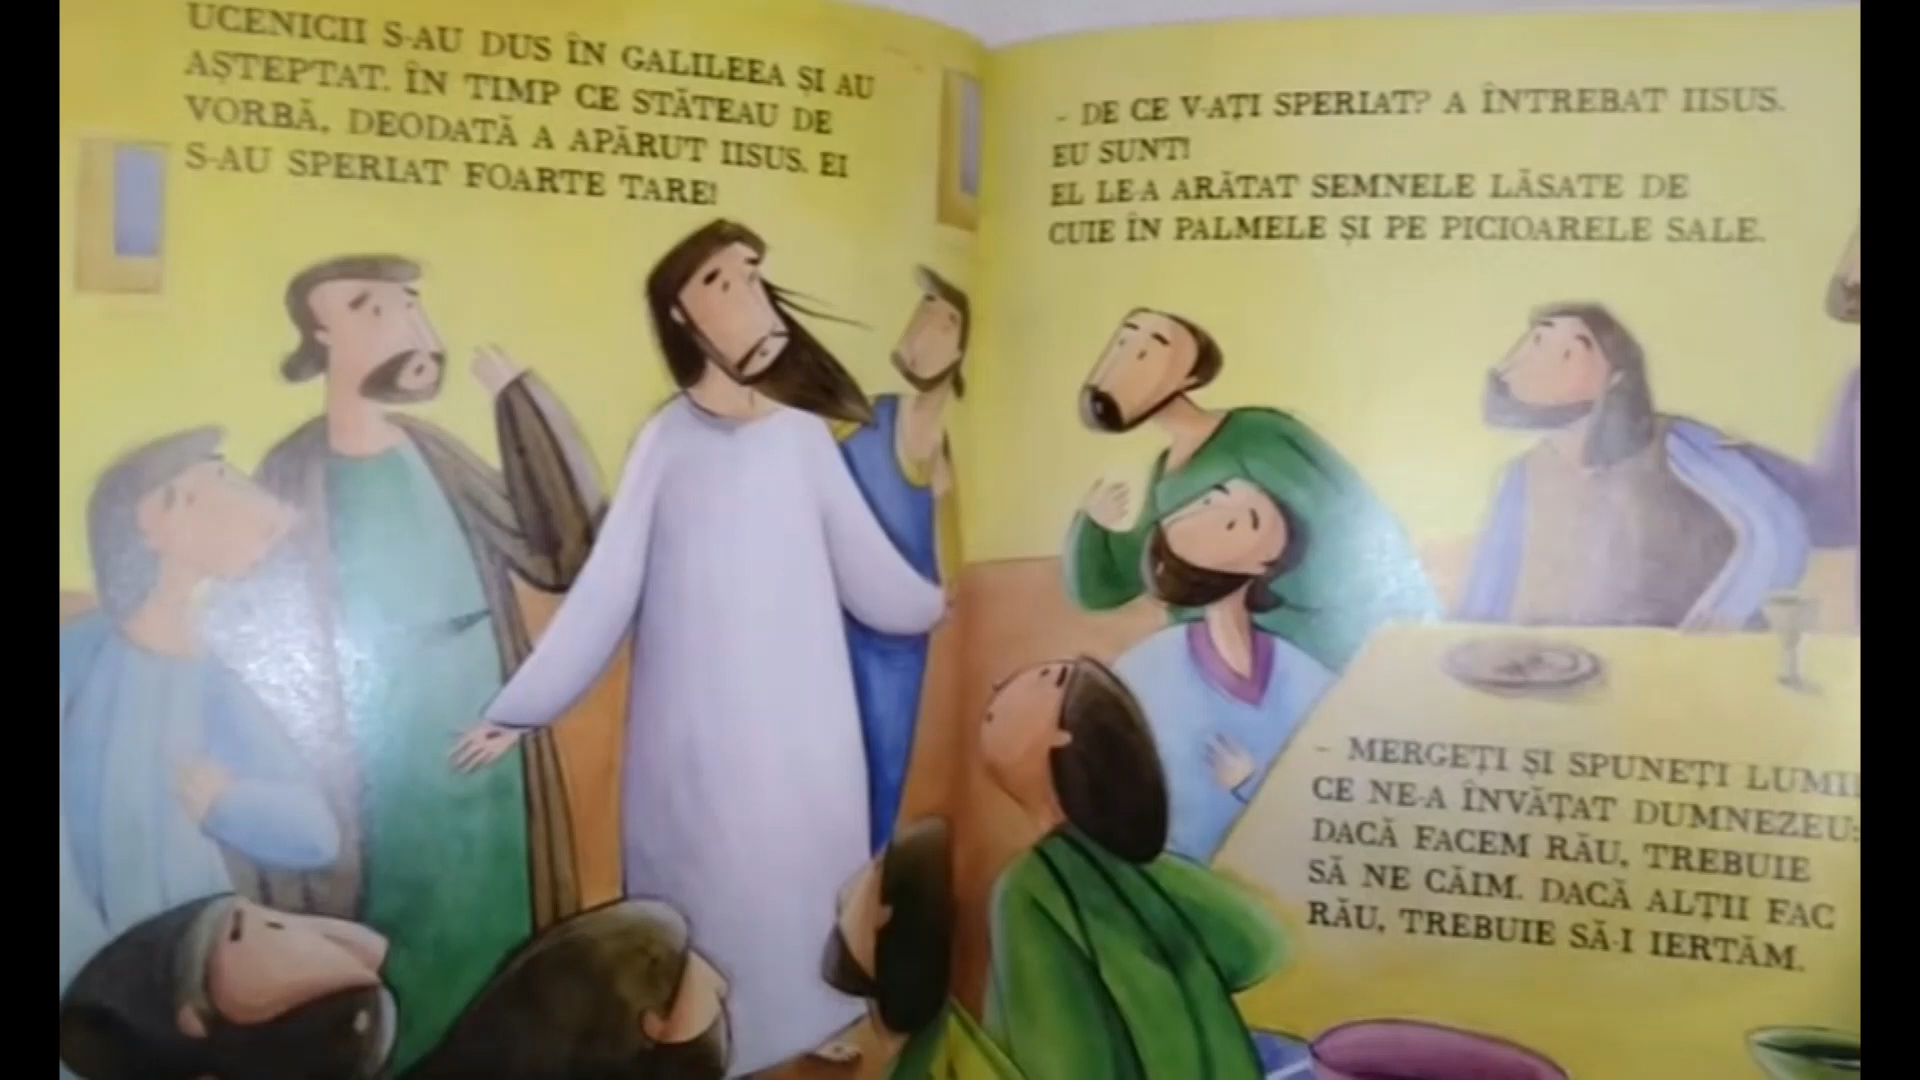 UCENICII S-AU DUS ÎN GALILEEA ȘI AU
AȘTEPTAT. ÎN TIMP CE STĂTEAU DE
VORBĂ, DEODATĂ A APĂRUT IISUS. EI
S-AU SPERIAT FOARTE TARE!
- DE CE V-AȚI SPERIAT? A ÎNTREBAT IISUS.
EU SUNT!
EL LE-A ARĂTAT SEMNELE LĂSATE DE
CUIE ÎN PALMELE ȘI PE PICIOARELE SALE.
- MERGEȚI ȘI SPUNEȚI LUMII
CE NE-A ÎNVĂȚAT DUMNEZEU:
DACĂ FACEM RĂU, TREBUIE
SĂ NE CĂIM. DACĂ ALȚII FAC
RĂU, TREBUIE SĂ-I IERTĂM.